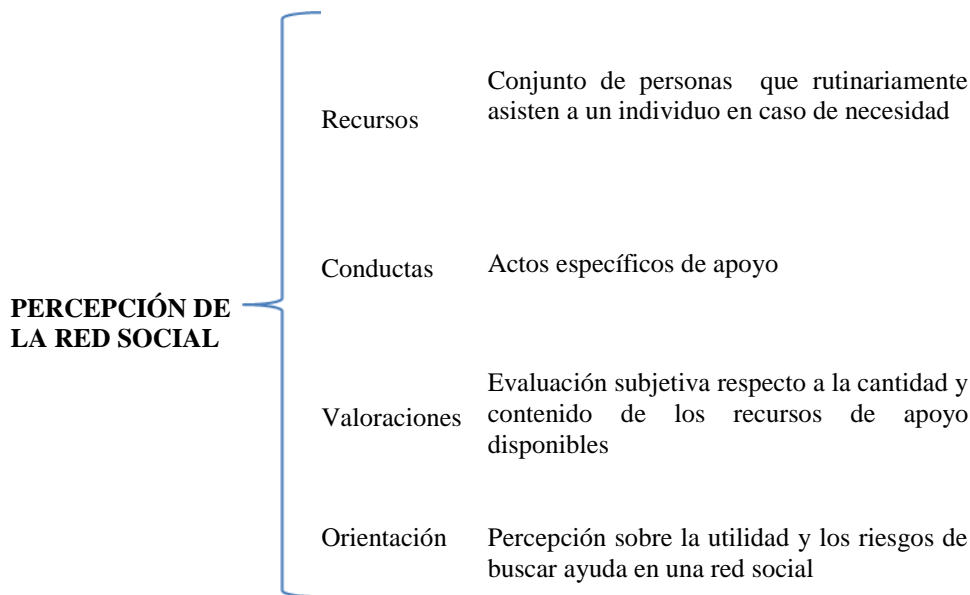 Recursos
Conjunto de personas que rutinariamente
asisten a un individuo en caso de necesidad
Conductas
Actos específicos de apoyo
PERCEPCIÓN DE
LA RED SOCIAL
Valoraciones
Evaluación subjetiva respecto a la cantidad y
contenido de los recursos de apoyo
disponibles
Orientación
Percepción sobre la utilidad y los riesgos de
buscar ayuda en una red social